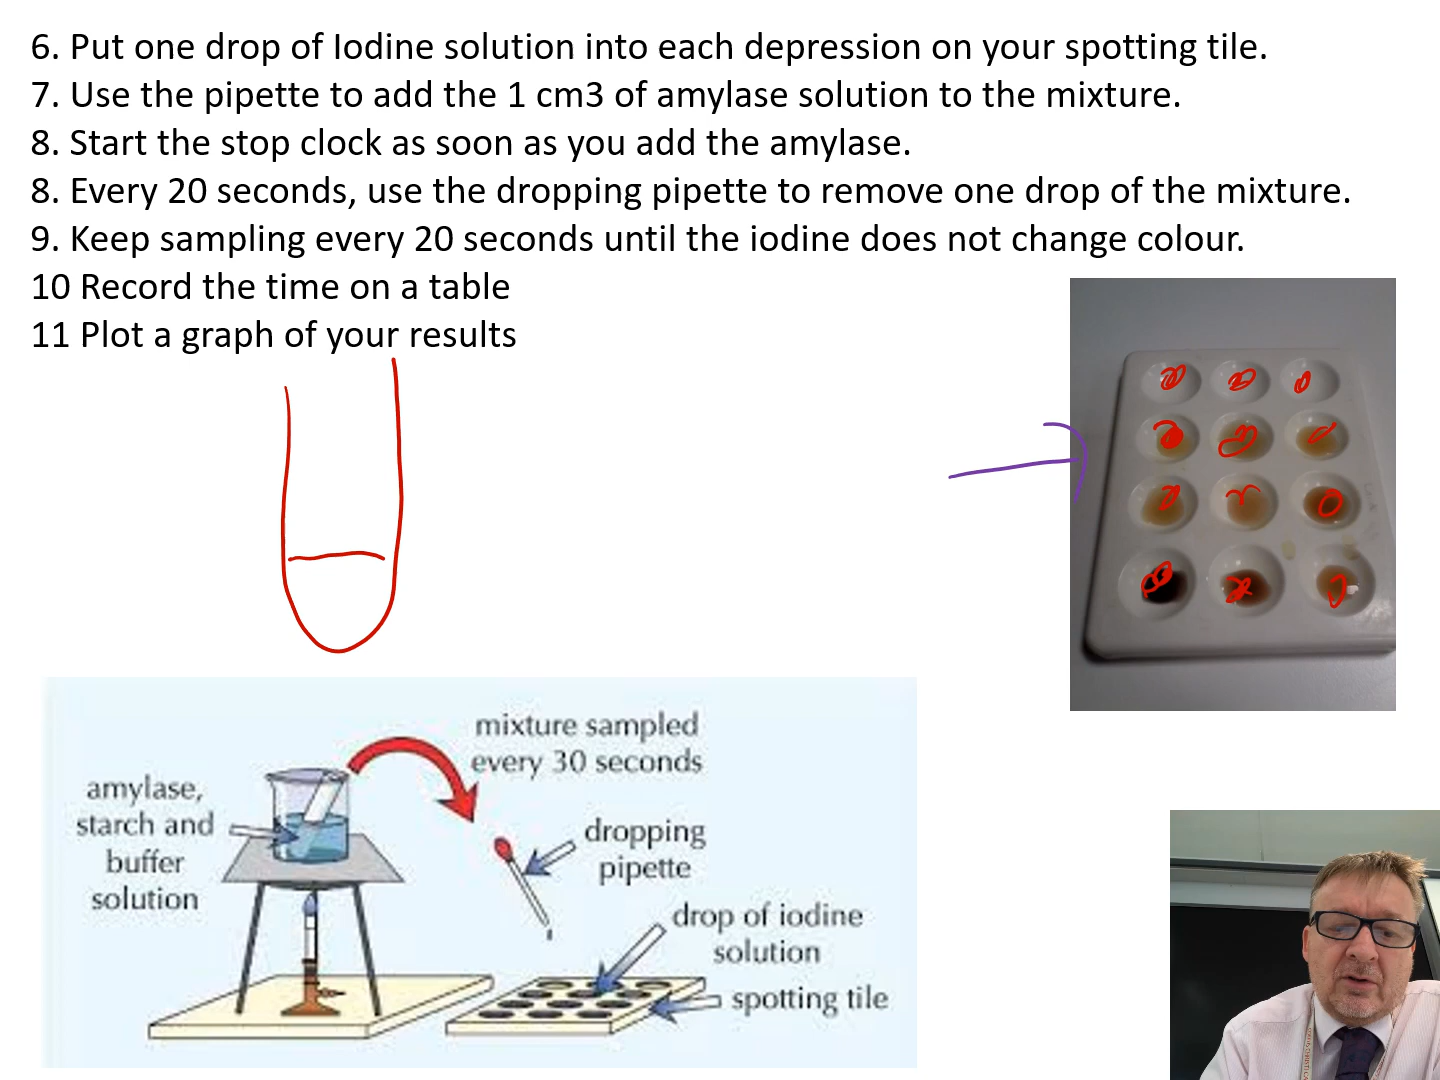 6. Put one drop of Iodine solution into each depression on your spotting tile.
7. Use the pipette to add the 1 cm3 of amylase solution to the mixture.
8. Start the stop clock as soon as you add the amylase.
8. Every 20 seconds, use the dropping pipette to remove one drop of the mixture.
9. Keep sampling every 20 seconds until the iodine does not change colour.
10 Record the time on a table
11 Plot a graph of your results
mixture sampled
every 30 seconds
amylase,
starch and
buffer
solution
dropping
pipette
drop of iodine
solution
spotting tile